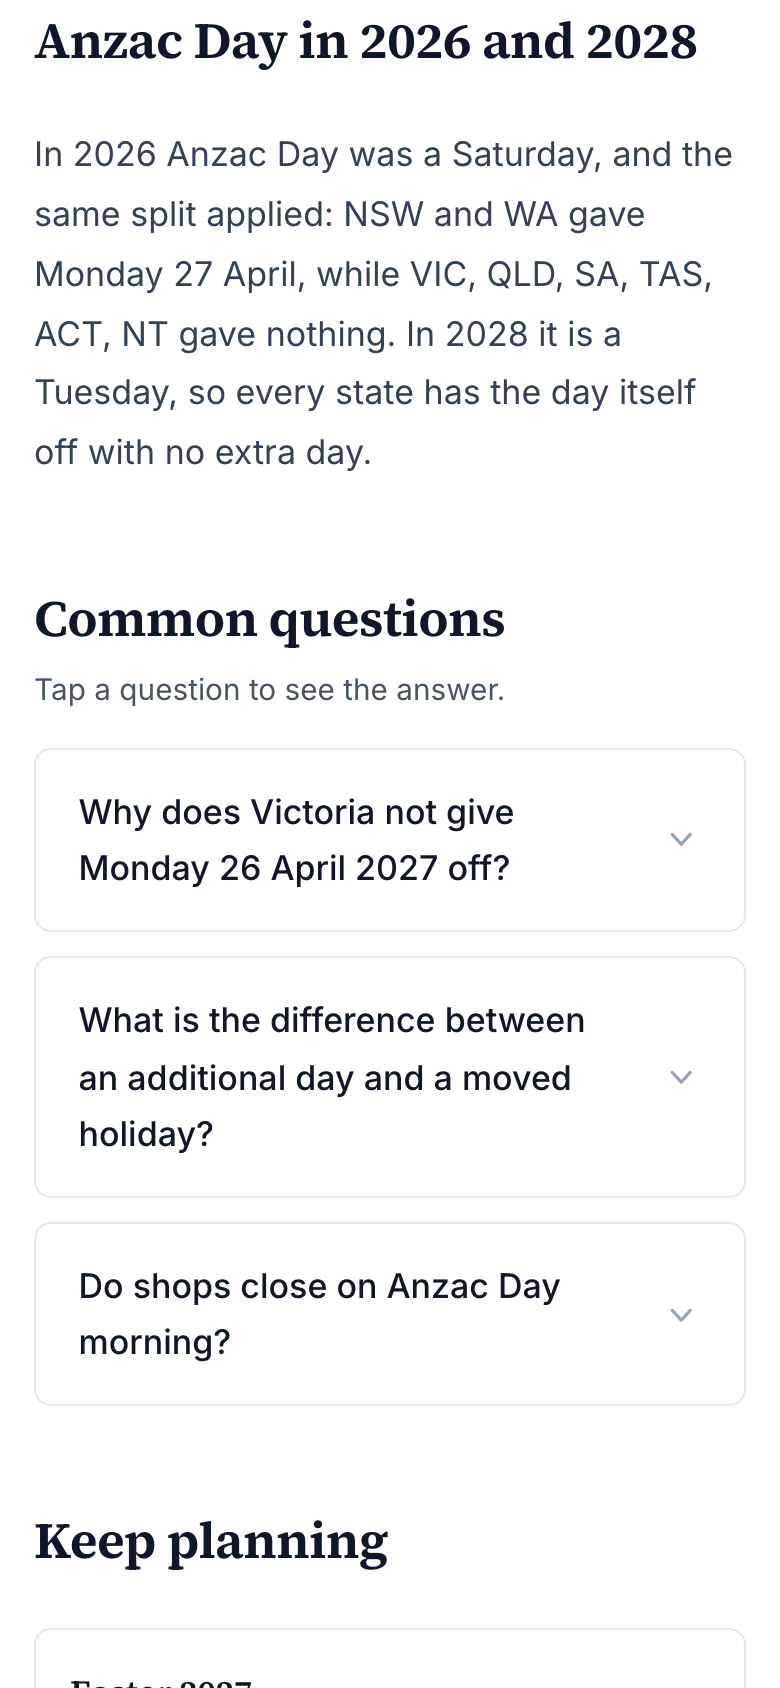 Anzac Day in 2026 and 2028
In 2026 Anzac Day was a Saturday, and the
same split applied: NSW and WA gave
Monday 27 April, while VIC, QLD, SA, TAS,
ACT, NT gave nothing. In 2028 it is a
Tuesday, so every state has the day itself
off with no extra day.
Common questions
Tap a question to see the answer.
Why does Victoria not give
Monday 26 April 2027 off?
What is the difference between
an additional day and a moved
holiday?
Do shops close on Anzac Day
morning?
Keep planning
Easter 2027